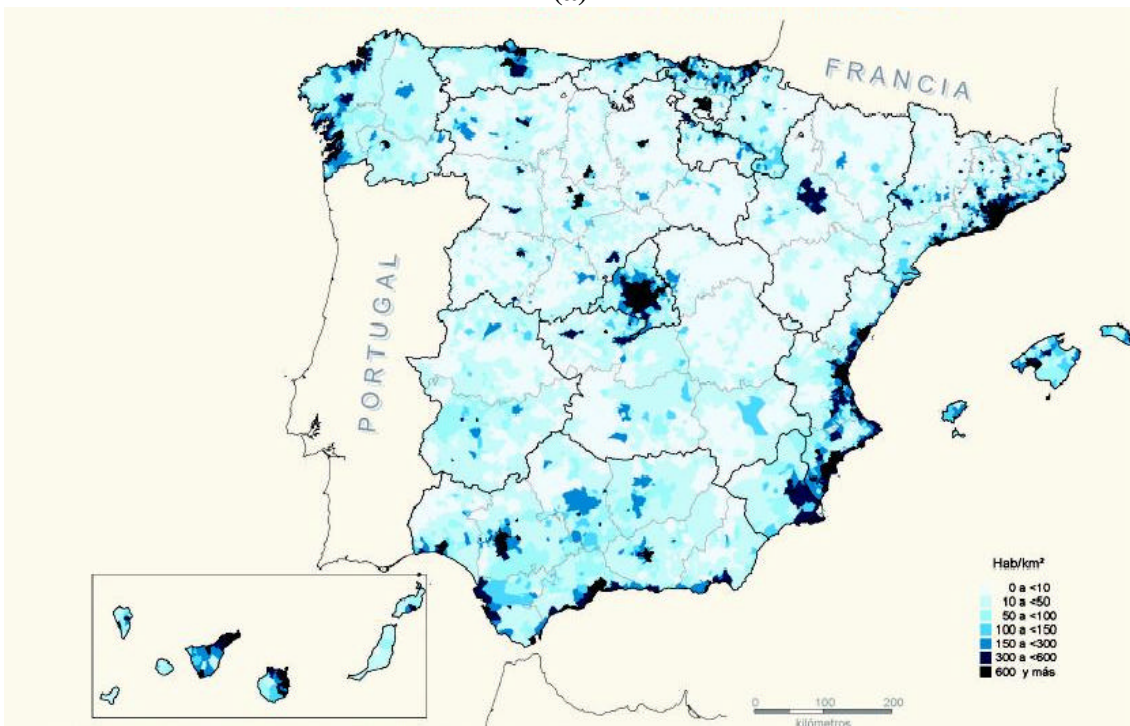 (a)
FRANCIA
PORTUGAL
Hab/km²
0 a <10
10 a <50
50 a <100
100 a <150
150 a <300
300 a <600
600 y más
0 100 200
kilómetros